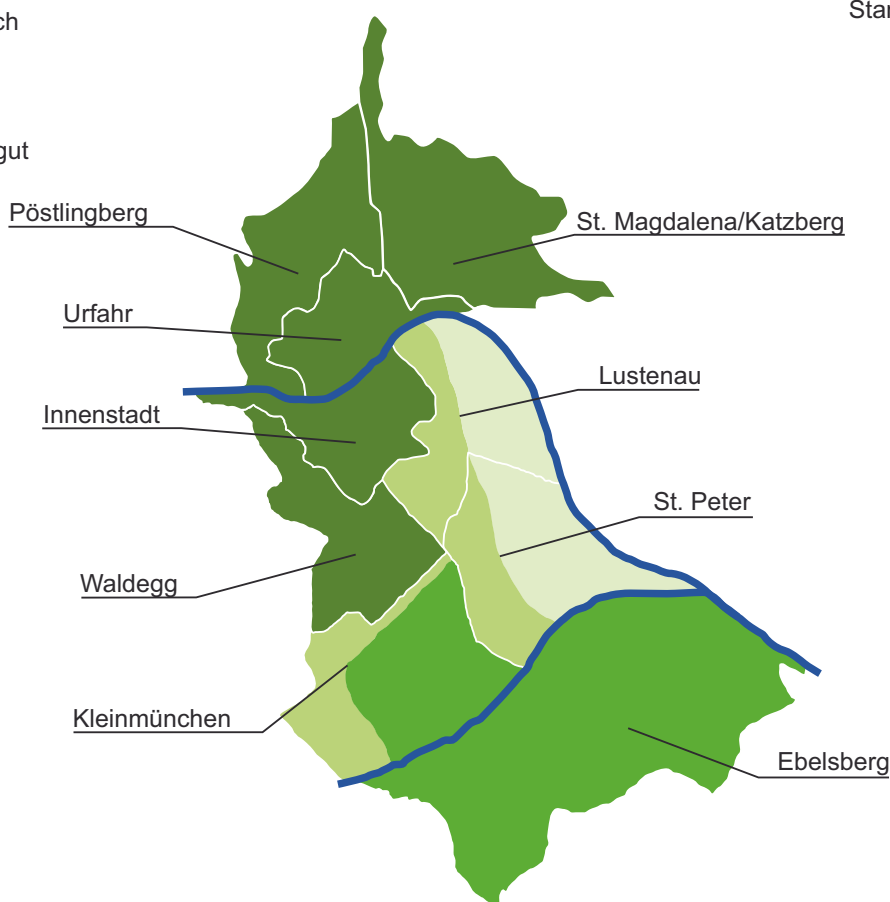 ch
Star
gut
Pöstlingberg
St. Magdalena/Katzberg
Urfahr
Lustenau
Innenstadt
St. Peter
Waldegg
Kleinmünchen
Ebelsberg